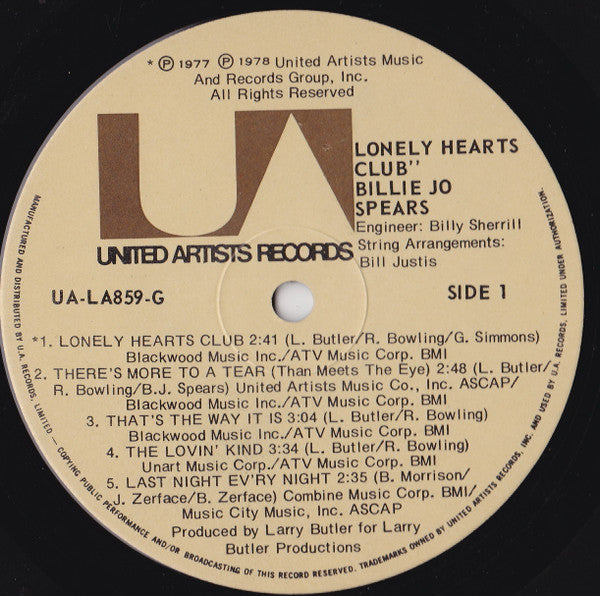 * Ⓟ 1977 Ⓟ 1978 United Artists Music
And Records Group, Inc.
All Rights Reserved
UA
UNITED ARTISTS RECORDS
LONELY HEARTS
CLUB"
BILLIE JO
SPEARS
Engineer: Billy Sherrill
String Arrangements:
Bill Justis
UA-LA859-G
SIDE 1
*1. LONELY HEARTS CLUB 2:41 (L. Butler/R. Bowling/G. Simmons)
Blackwood Music Inc./ATV Music Corp. BMI
2. THERE'S MORE TO A TEAR (Than Meets The Eye) 2:48 (L. Butler/
R. Bowling/B.J. Spears) United Artists Music Co., Inc. ASCAP/
Blackwood Music Inc./ATV Music Corp. BMI
3. THAT'S THE WAY IT IS 3:04 (L. Butler/R. Bowling)
Blackwood Music Inc./ATV Music Corp. BMI
4. THE LOVIN' KIND 3:34 (L. Butler/R. Bowling)
Unart Music Corp./ATV Music Corp. BMI
5. LAST NIGHT EV'RY NIGHT 2:35 (B. Morrison/
J. Zerface/B. Zerface) Combine Music Corp. BMI/
Music City Music, Inc. ASCAP
Produced by Larry Butler for Larry
Butler Productions
MANUFACTURED AND DISTRIBUTED BY U.A. RECORDS, LIMITED — COPYING PUBLIC PERFORMANCE AND/OR BROADCASTING OF THIS RECORD RESERVED. TRADEMARKS OWNED BY UNITED ARTISTS RECORDS, INC. AND USED BY U.A. RECORDS, LIMITED UNDER AUTHORIZATION.